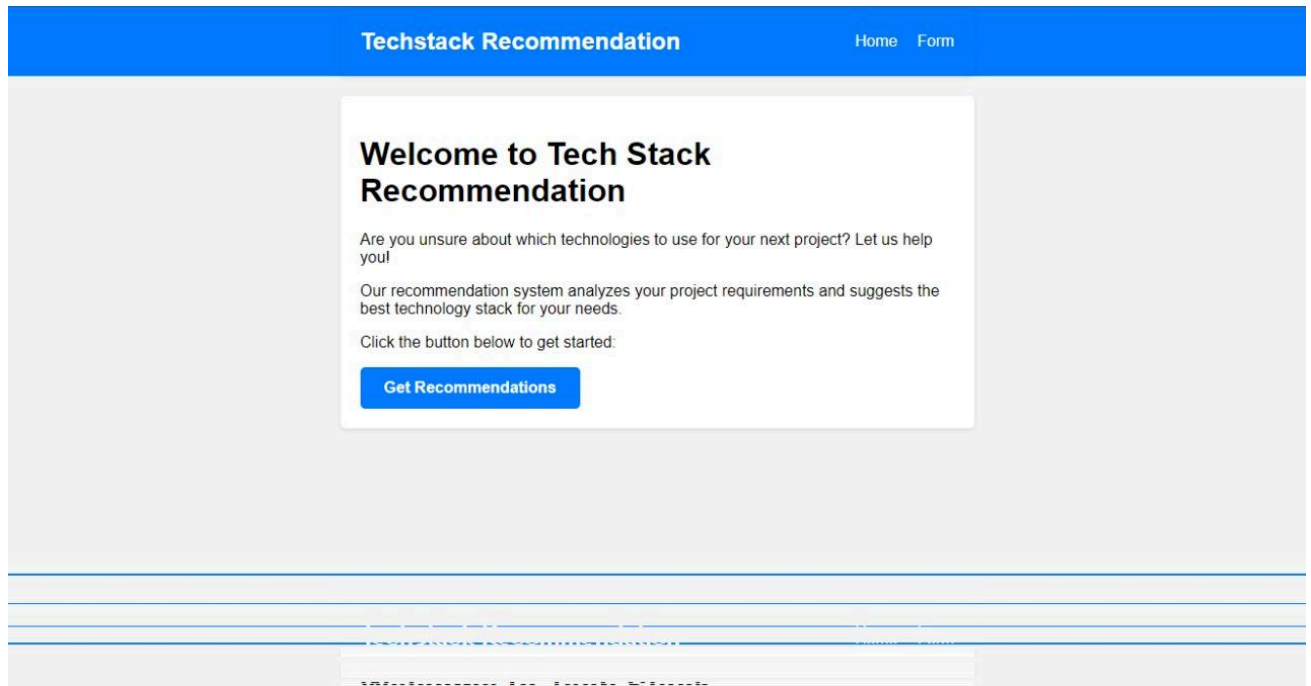 Techstack Recommendation Home Form
Welcome to Tech Stack
Recommendation
Are you unsure about which technologies to use for your next project? Let us help
you!
Our recommendation system analyzes your project requirements and suggests the
best technology stack for your needs.
Click the button below to get started:
Get Recommendations